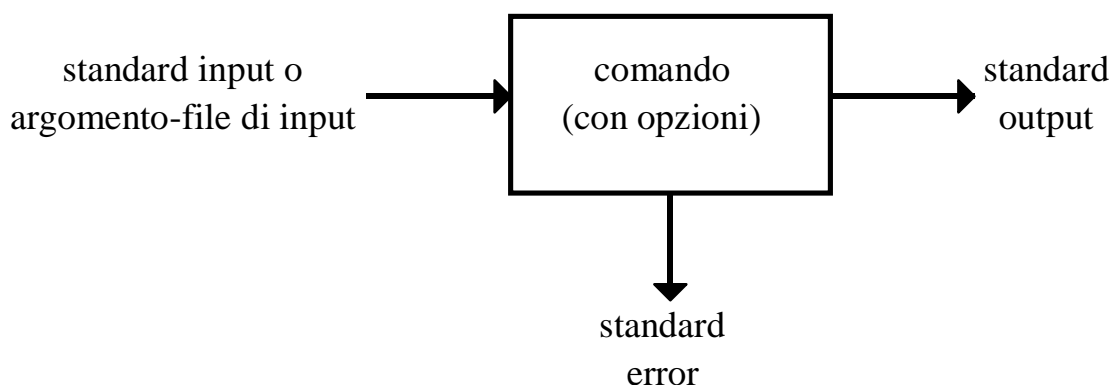 standard input o
argomento-file di input
comando
(con opzioni)
standard
output
standard
error